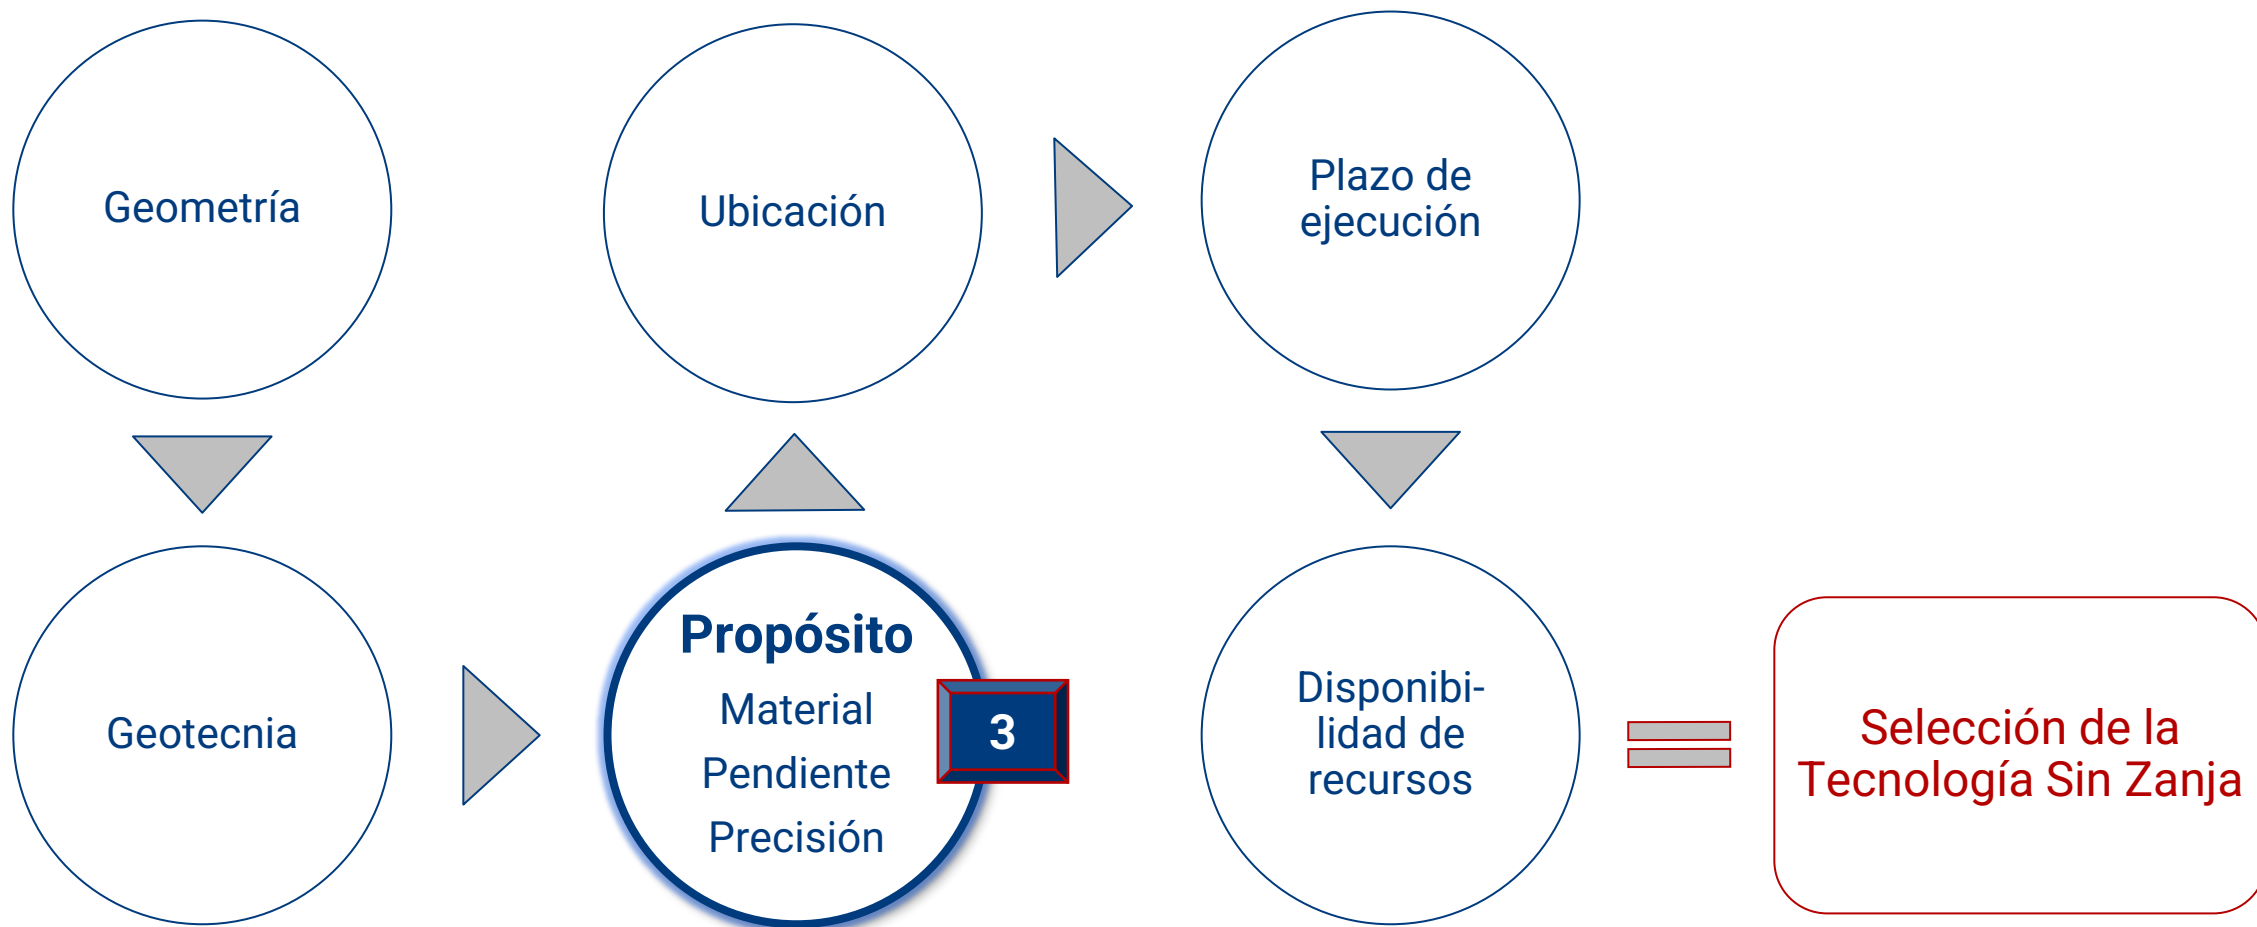 Geometría
Geotecnia
Propósito
Material
Pendiente
Precisión
3
Ubicación
Plazo de
ejecución
Disponibi-
lidad de
recursos
Selección de la
Tecnología Sin Zanja